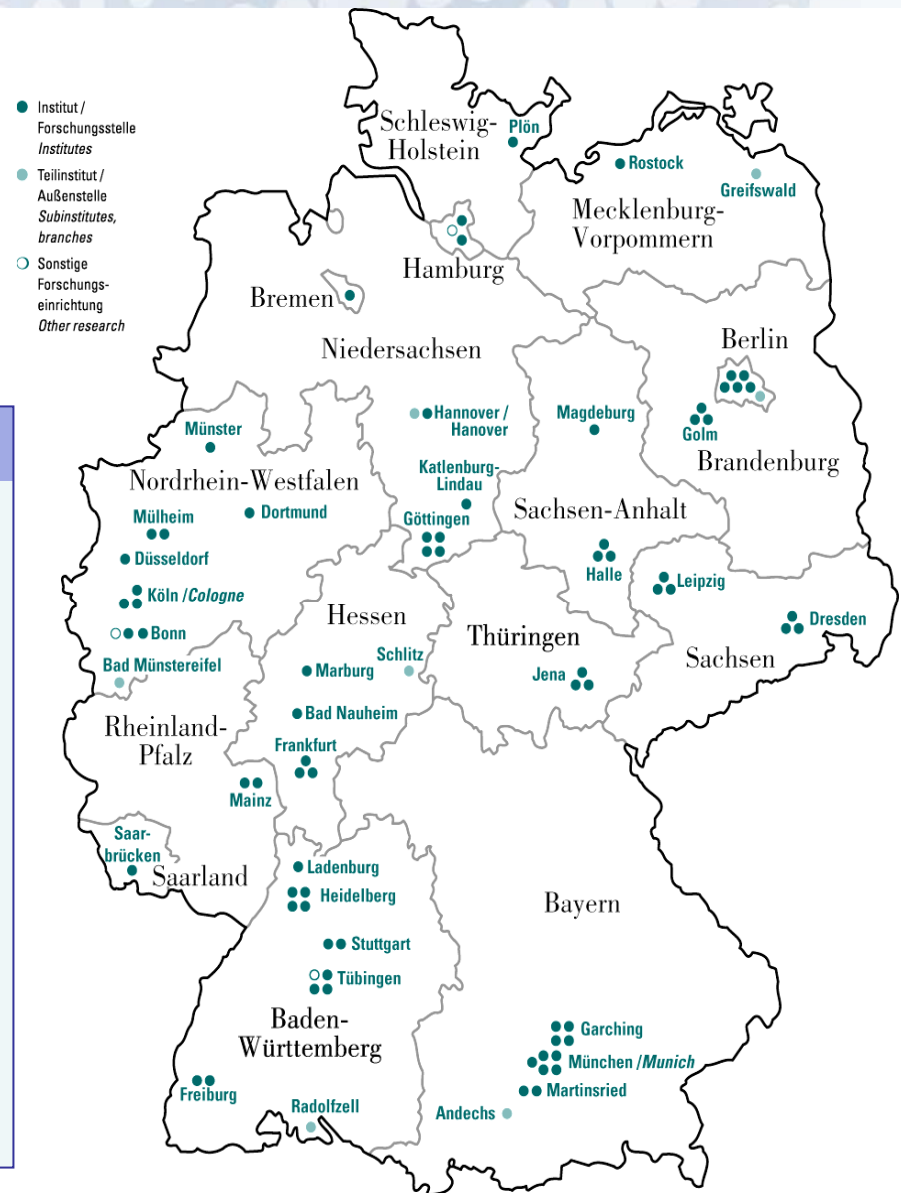 Institut /
Forschungsstelle
Institutes
Teilinstitut /
Außenstelle
Subinstitutes,
branches
Sonstige
Forschungs-
einrichtung
Other research
Schleswig-
Holstein
Plön
Rostock
Greifswald
Mecklenburg-
Vorpommern
Hamburg
Bremen
Niedersachsen
Berlin
Hannover /
Hanover
Magdeburg
Golm
Brandenburg
Münster
Nordrhein-Westfalen
Katlenburg-
Lindau
Mülheim
Dortmund
Göttingen
Sachsen-Anhalt
Düsseldorf
Halle
Leipzig
Köln /Cologne
Hessen
Dresden
Bonn
Thüringen
Sachsen
Bad Münstereifel
Marburg
Schlitz
Jena
Rheinland-
Pfalz
Bad Nauheim
Frankfurt
Mainz
Saar-
brücken
Saarland
Ladenburg
Heidelberg
Bayern
Stuttgart
Tübingen
Baden-
Württemberg
Garching
München /Munich
Martinsried
Freiburg
Radolfzell
Andechs